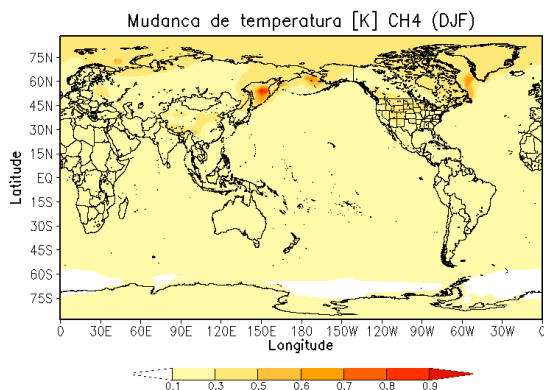 Mudanca de temperatura [K] CH4 (DJF)
Latitude
75N
60N
45N
30N
15N
EQ
15S
30S
45S
60S
75S
0 30E 60E 90E 120E 150E 180 150W 120W 90W 60W 30W 0
Longitude
0.1 0.3 0.5 0.6 0.7 0.8 0.9